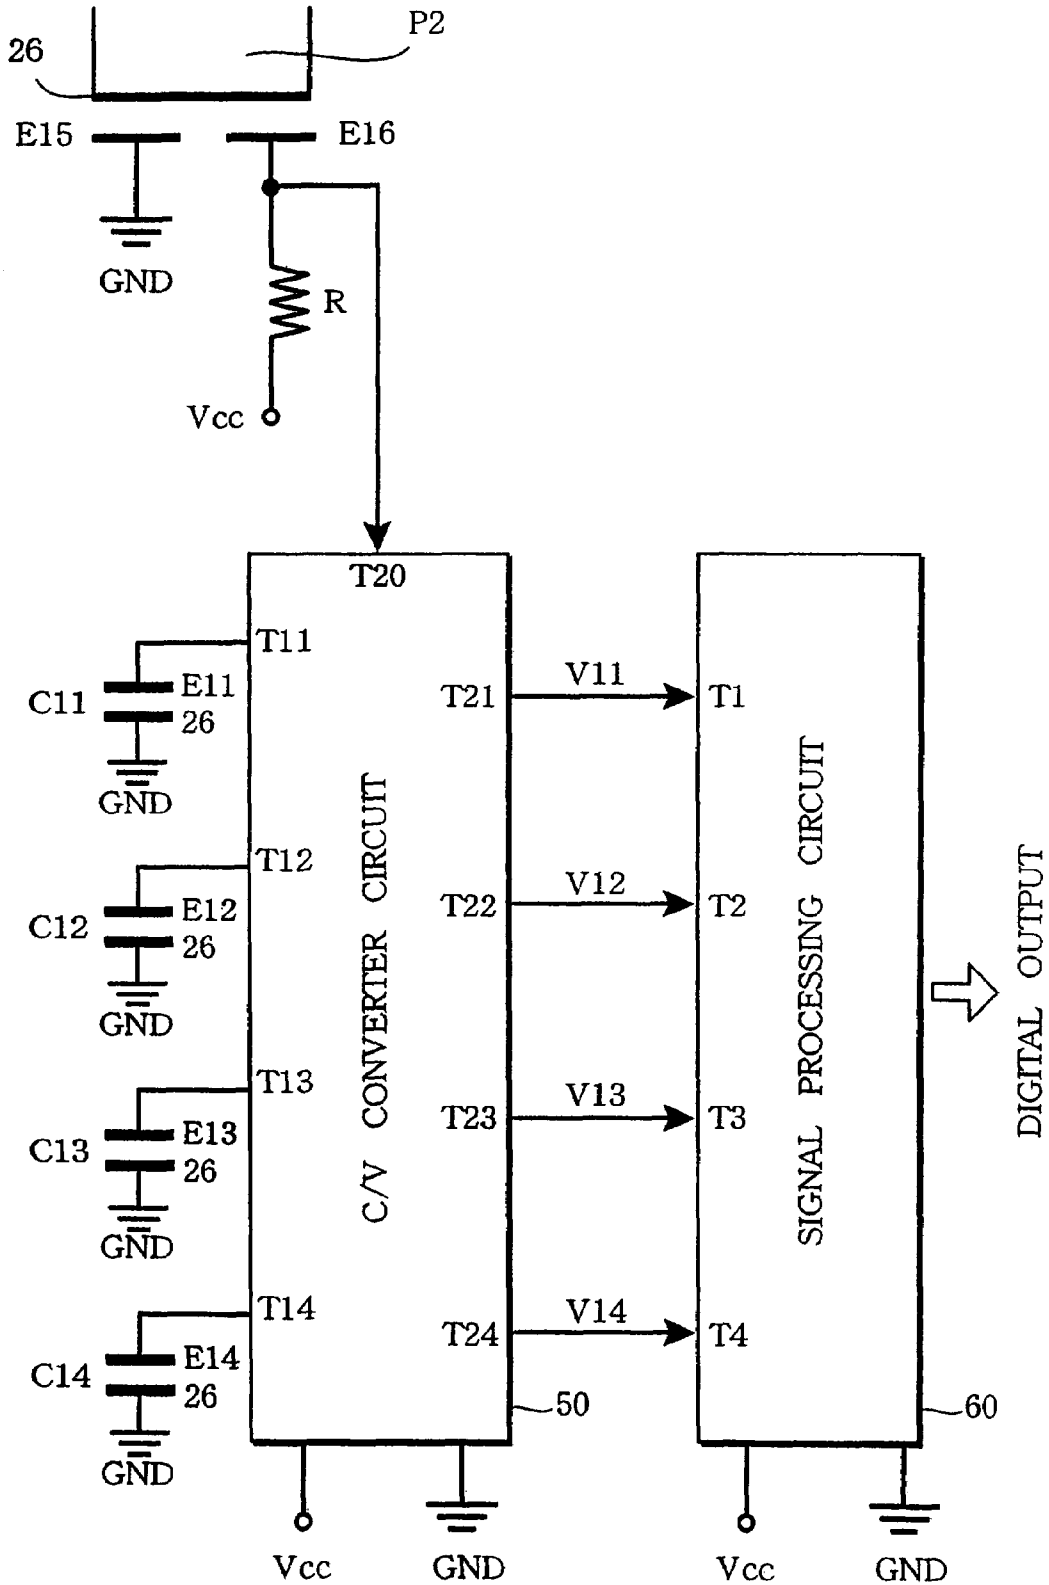 P2
26
E15
E16
GND
R
Vcc
T20
T11
E11
C11
26
GND
T12
E12
C12
26
GND
T13
E13
C13
26
GND
T14
E14
C14
26
GND
C/V CONVERTER CIRCUIT
T21
T22
T23
T24
50
Vcc
GND
V11
V12
V13
V14
T1
T2
T3
T4
SIGNAL PROCESSING CIRCUIT
60
Vcc
GND
DIGITAL OUTPUT